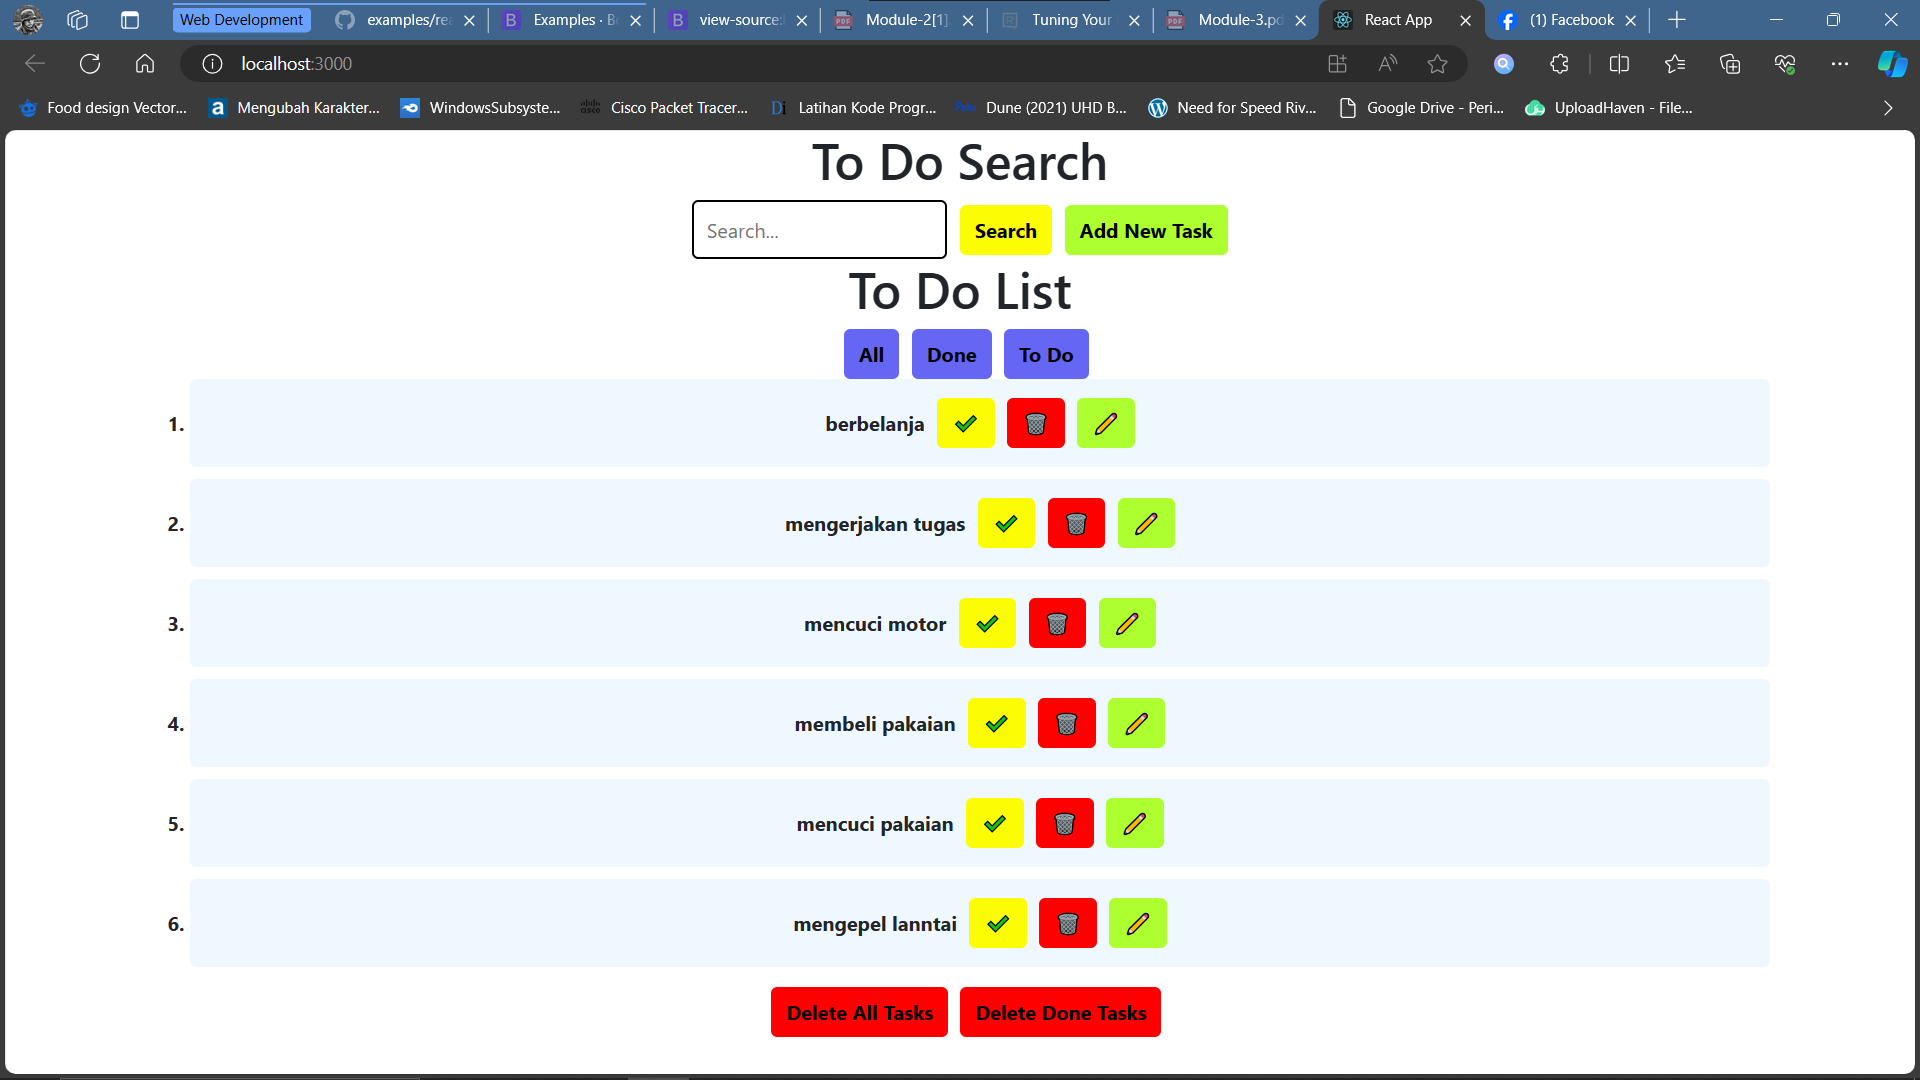 Web Development
examples/rea
Examples · B
view-source:
Module-2[1]
Tuning Your
Module-3.pd
React App
(1) Facebook
localhost:3000
Food design Vector...
Mengubah Karakter...
WindowsSubsyste...
Cisco Packet Tracer...
Latihan Kode Progr...
Dune (2021) UHD B...
Need for Speed Riv...
Google Drive - Peri...
UploadHaven - File...
To Do Search
Search...
Search
Add New Task
To Do List
All
Done
To Do
1. berbelanja
2. mengerjakan tugas
3. mencuci motor
4. membeli pakaian
5. mencuci pakaian
6. mengepel lanntai
Delete All Tasks
Delete Done Tasks